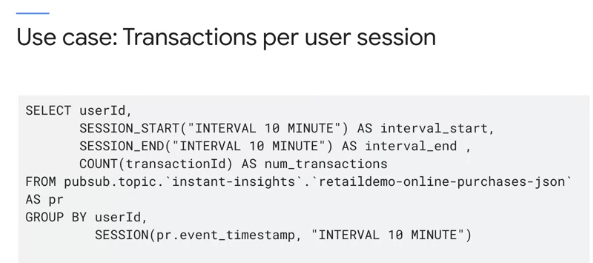 Use case: Transactions per user session
SELECT userId,
SESSION_START("INTERVAL 10 MINUTE") AS interval_start,
SESSION_END("INTERVAL 10 MINUTE") AS interval_end ,
COUNT(transactionId) AS num_transactions
FROM pubsub.topic.`instant-insights`.`retaildemo-online-purchases-json`
AS pr
GROUP BY userId,
SESSION(pr.event_timestamp, "INTERVAL 10 MINUTE")